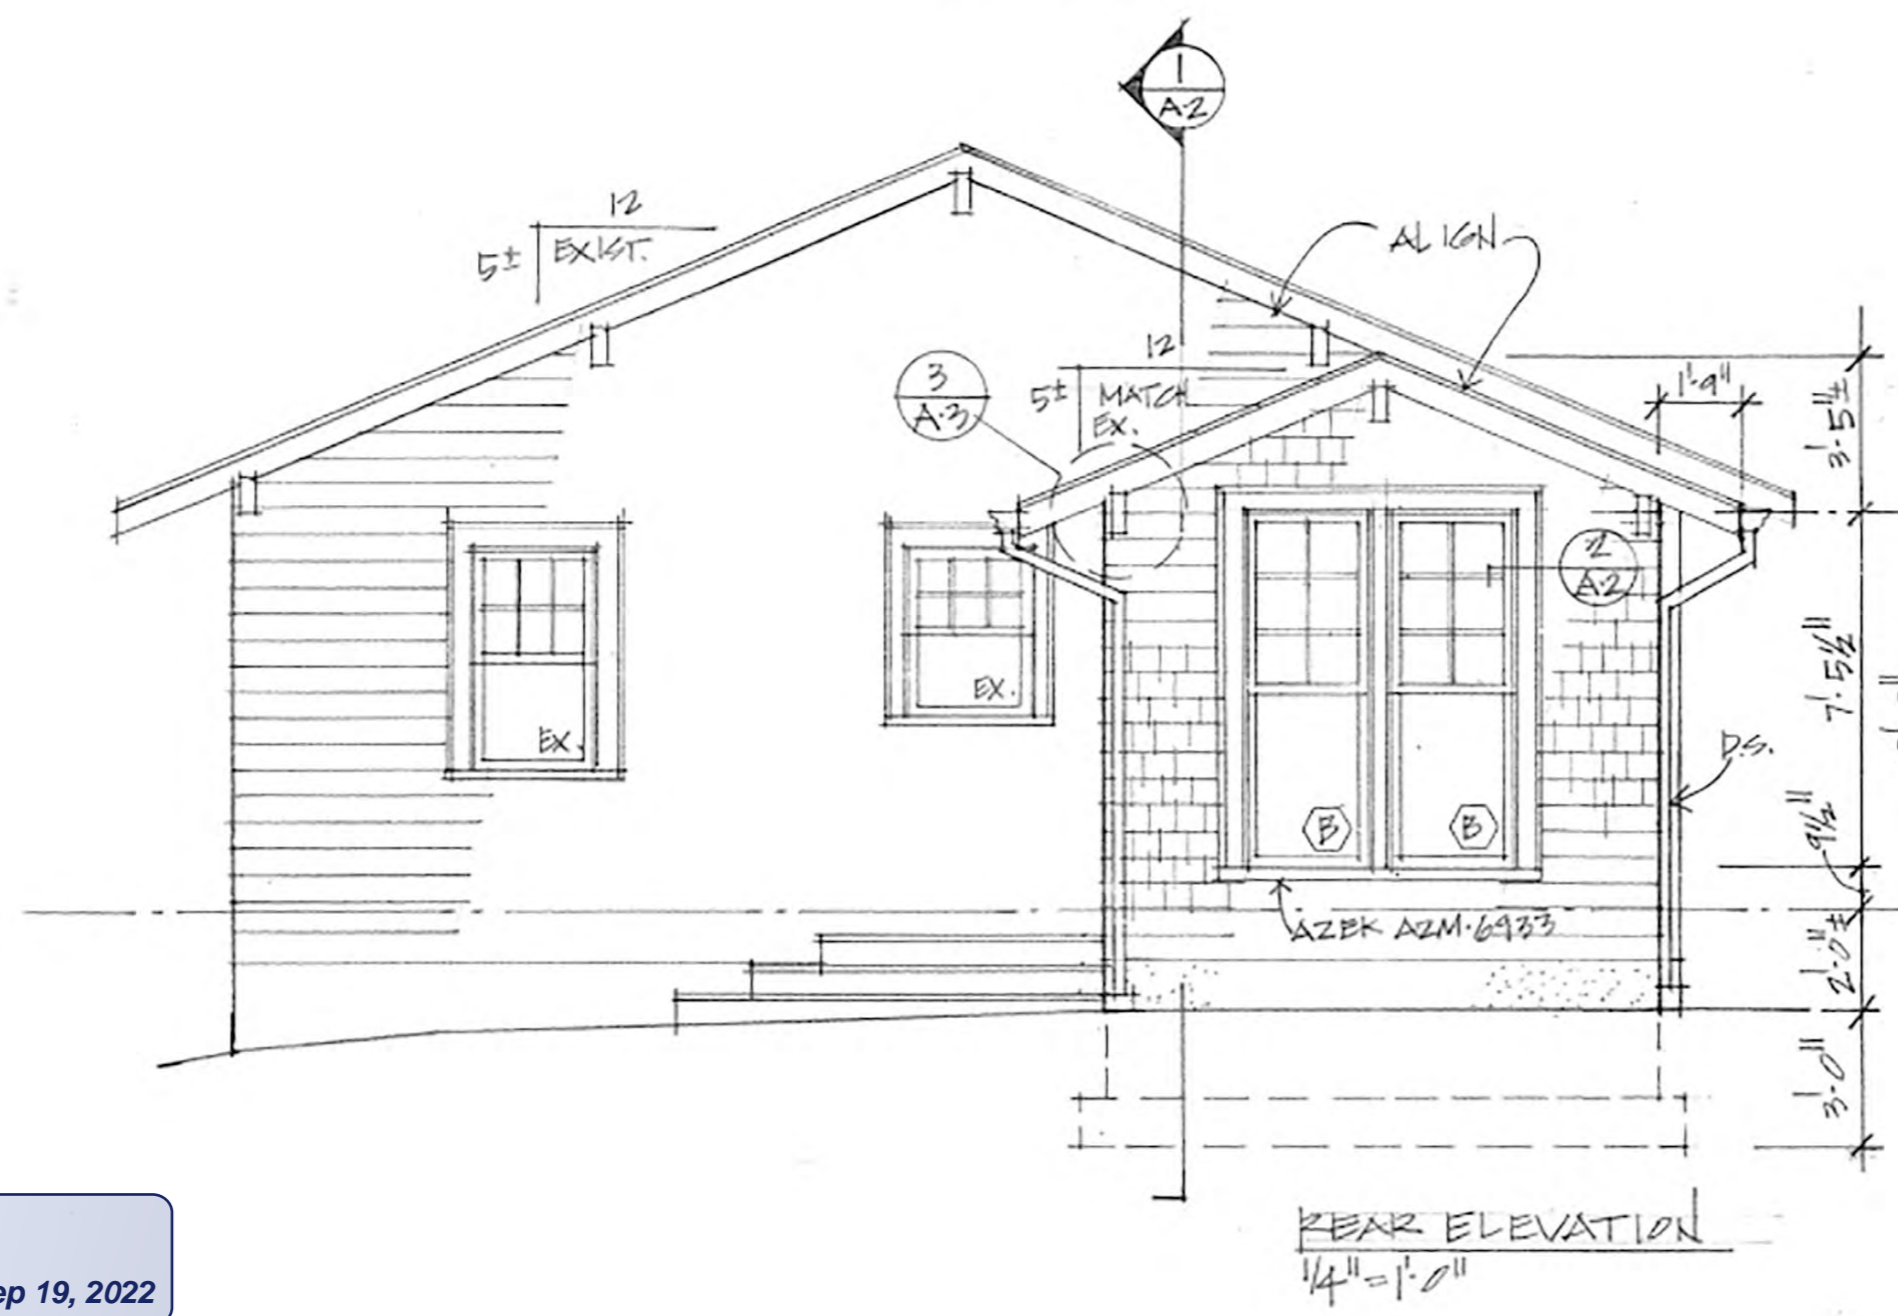 1
A·2
12
5± EXIST.
ALIGN
12
5± MATCH
EX.
3
A·3
1'-9"
3'-5"±
2
A·2
7'-5½"
EX.
EX.
D.S.
B
B
9½"
AZEK AZM·6933
2'-0"±
3'-0"
REAR ELEVATION
1/4"=1'-0"
ep 19, 2022